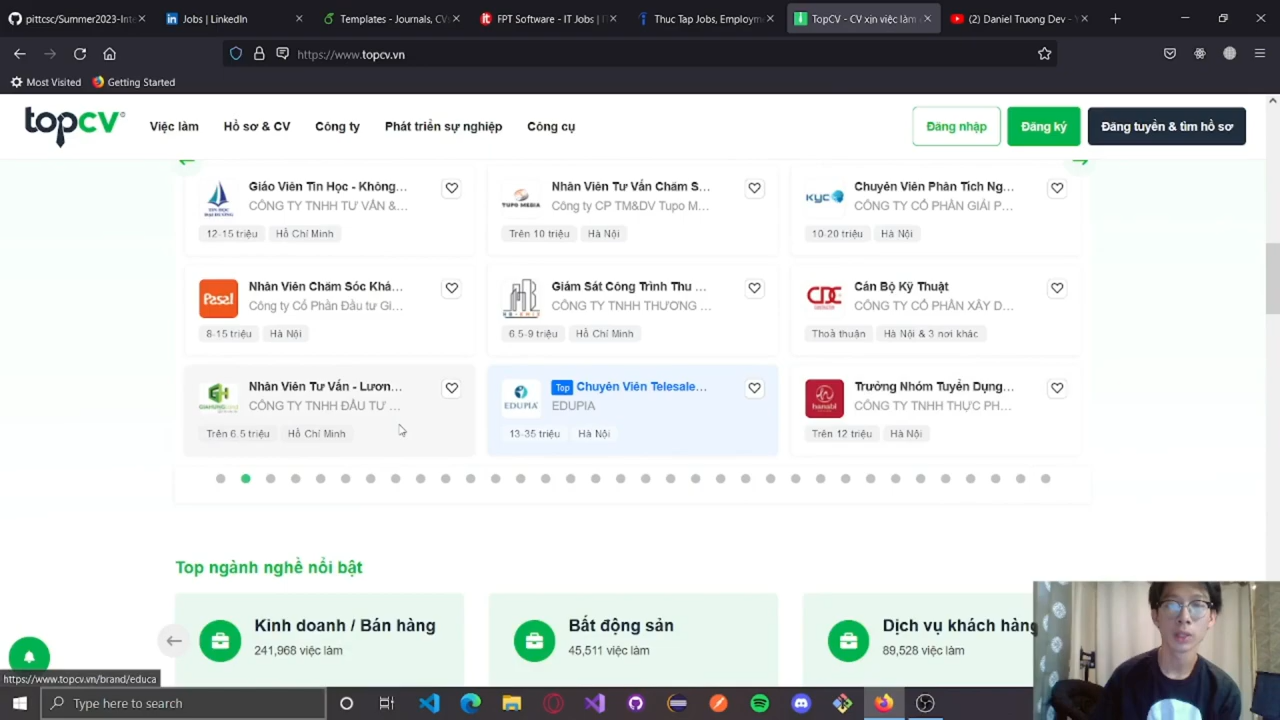 pittcsc/Summer2023-Inte
Jobs | LinkedIn
Templates - Journals, CVs
FPT Software - IT Jobs |
Thuc Tap Jobs, Employm
TopCV - CV xịn việc làm
(2) Daniel Truong Dev - Y
https://www.topcv.vn
Most Visited
Getting Started
topcv
Việc làm
Hồ sơ & CV
Công ty
Phát triển sự nghiệp
Công cụ
Đăng nhập
Đăng ký
Đăng tuyển & tìm hồ sơ
Giáo Viên Tin Học - Không...
CÔNG TY TNHH TƯ VẤN &...
12-15 triệu Hồ Chí Minh
Nhân Viên Tư Vấn Chăm S...
Công ty CP TM&DV Tupo M...
TUPO MEDIA
Trên 10 triệu Hà Nội
Chuyên Viên Phân Tích Ng...
CÔNG TY CỔ PHẦN GIẢI P...
KYC
10-20 triệu Hà Nội
Nhân Viên Chăm Sóc Khá...
Công ty Cổ Phần Đầu tư Gi...
Pasal
8-15 triệu Hà Nội
Giám Sát Công Trình Thu ...
CÔNG TY TNHH THƯƠNG ...
6.5-9 triệu Hồ Chí Minh
Cán Bộ Kỹ Thuật
CÔNG TY CỔ PHẦN XÂY D...
CDC
Thoả thuận Hà Nội & 3 nơi khác
Nhân Viên Tư Vấn - Lươn...
CÔNG TY TNHH ĐẦU TƯ ...
Trên 6.5 triệu Hồ Chí Minh
Top Chuyên Viên Telesale...
EDUPIA
EDUPIA
13-35 triệu Hà Nội
Trưởng Nhóm Tuyển Dụng...
CÔNG TY TNHH THỰC PH...
Trên 12 triệu Hà Nội
Top ngành nghề nổi bật
Kinh doanh / Bán hàng
241,968 việc làm
Bất động sản
45,511 việc làm
Dịch vụ khách hàng
89,528 việc làm
https://www.topcv.vn/brand/educa
Type here to search